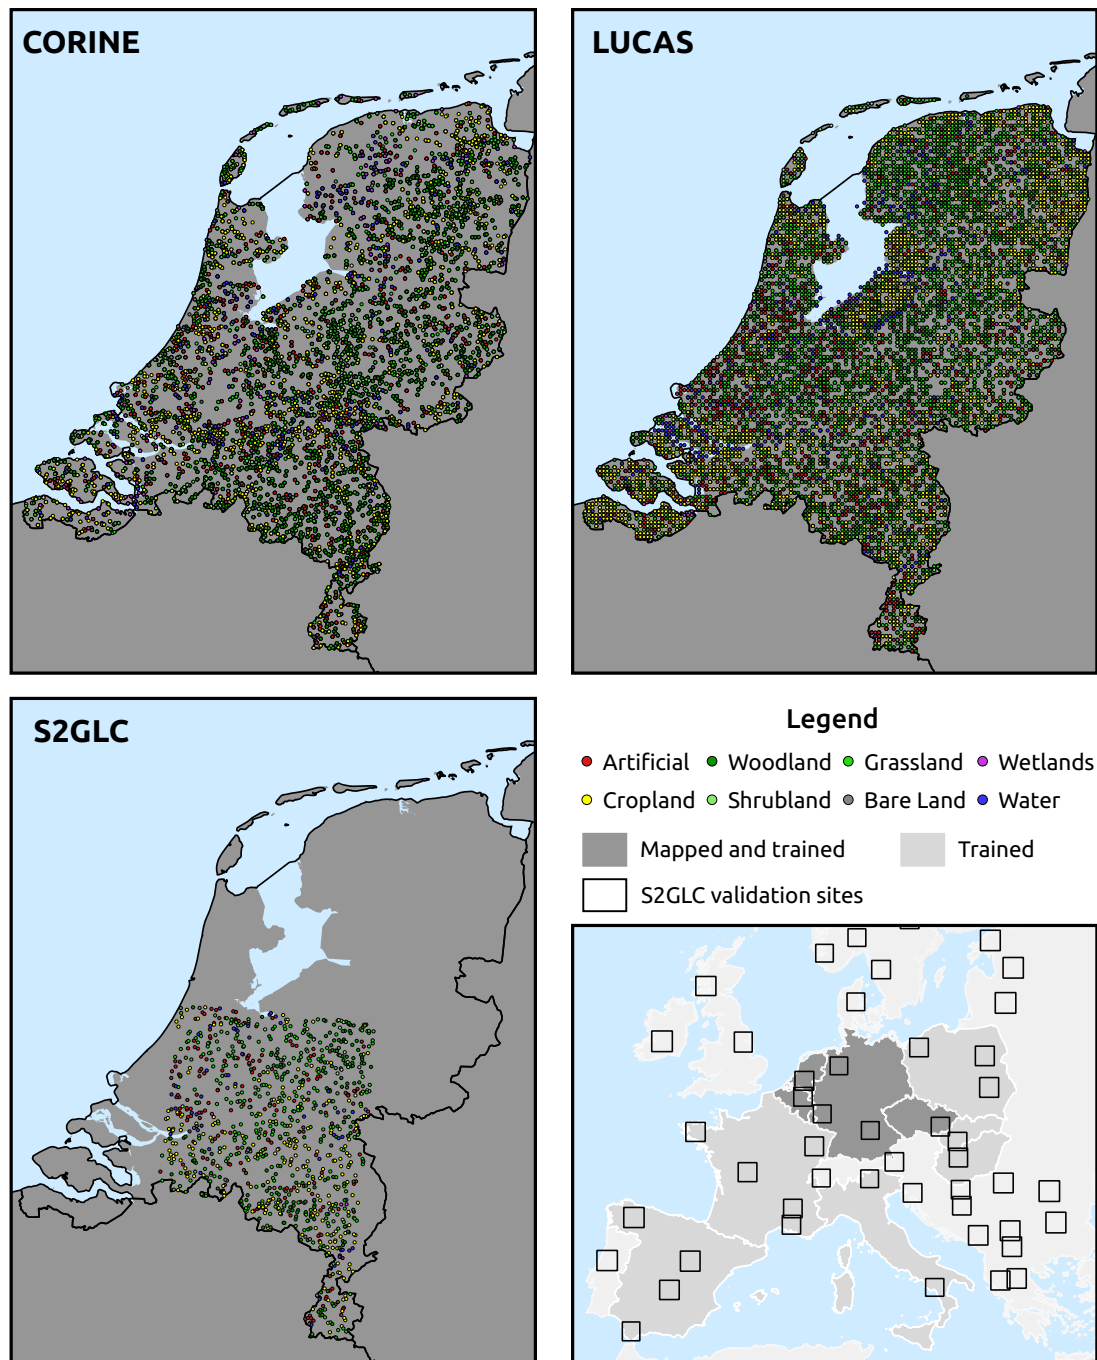 CORINE
LUCAS
S2GLC
Legend
Artificial Woodland Grassland Wetlands
Cropland Shrubland Bare Land Water
Mapped and trained Trained
S2GLC validation sites